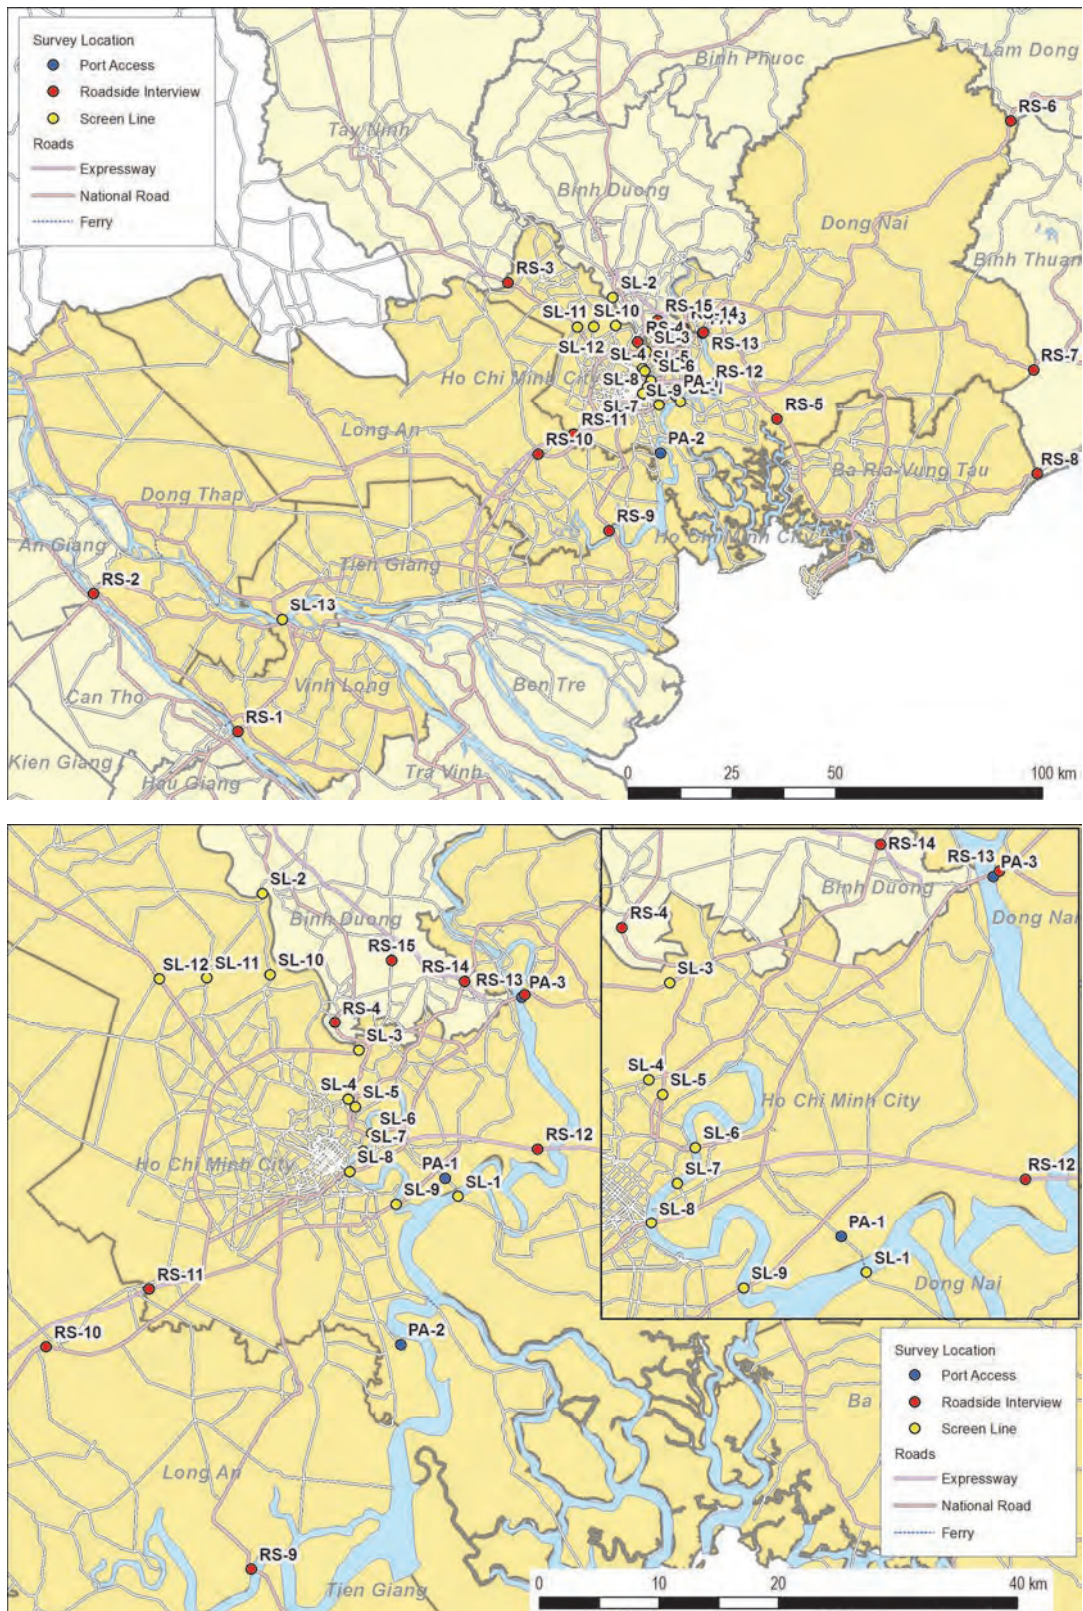 Survey Location
Port Access
Roadside Interview
Screen Line
Roads
Expressway
National Road
Ferry
Binh Phuoc
Lam Dong
RS-6
Tay Ninh
Binh Duong
Dong Nai
Binh Thuan
RS-3
SL-2
RS-15
SL-11
SL-10
RS-4
SL-3
RS-13
SL-12
SL-4
SL-6
RS-12
RS-7
Ho Chi Minh City
SL-8
PA-1
SL-9
SL-7
RS-5
RS-11
Long An
RS-10
PA-2
Ba Ria-Vung Tau
RS-8
Dong Thap
RS-9
Ho Chi Minh City
An Giang
Tien Giang
RS-2
SL-13
Can Tho
Vinh Long
Ben Tre
RS-1
Kien Giang
Hau Giang
Tra Vinh
0 25 50 100 km
SL-2
Binh Duong
SL-12
SL-11
SL-10
RS-15
RS-14
RS-13
PA-3
RS-4
SL-3
SL-4
SL-5
SL-6
SL-7
SL-8
Ho Chi Minh City
RS-12
PA-1
SL-1
SL-9
RS-11
RS-10
PA-2
Long An
RS-9
Tien Giang
Ba
RS-14
RS-13
PA-3
Binh Duong
RS-4
Dong Nai
SL-3
SL-4
SL-5
Ho Chi Minh City
SL-6
SL-7
RS-12
SL-8
PA-1
SL-1
SL-9
Dong Nai
Survey Location
Port Access
Roadside Interview
Screen Line
Roads
Expressway
National Road
Ferry
0 10 20 40 km